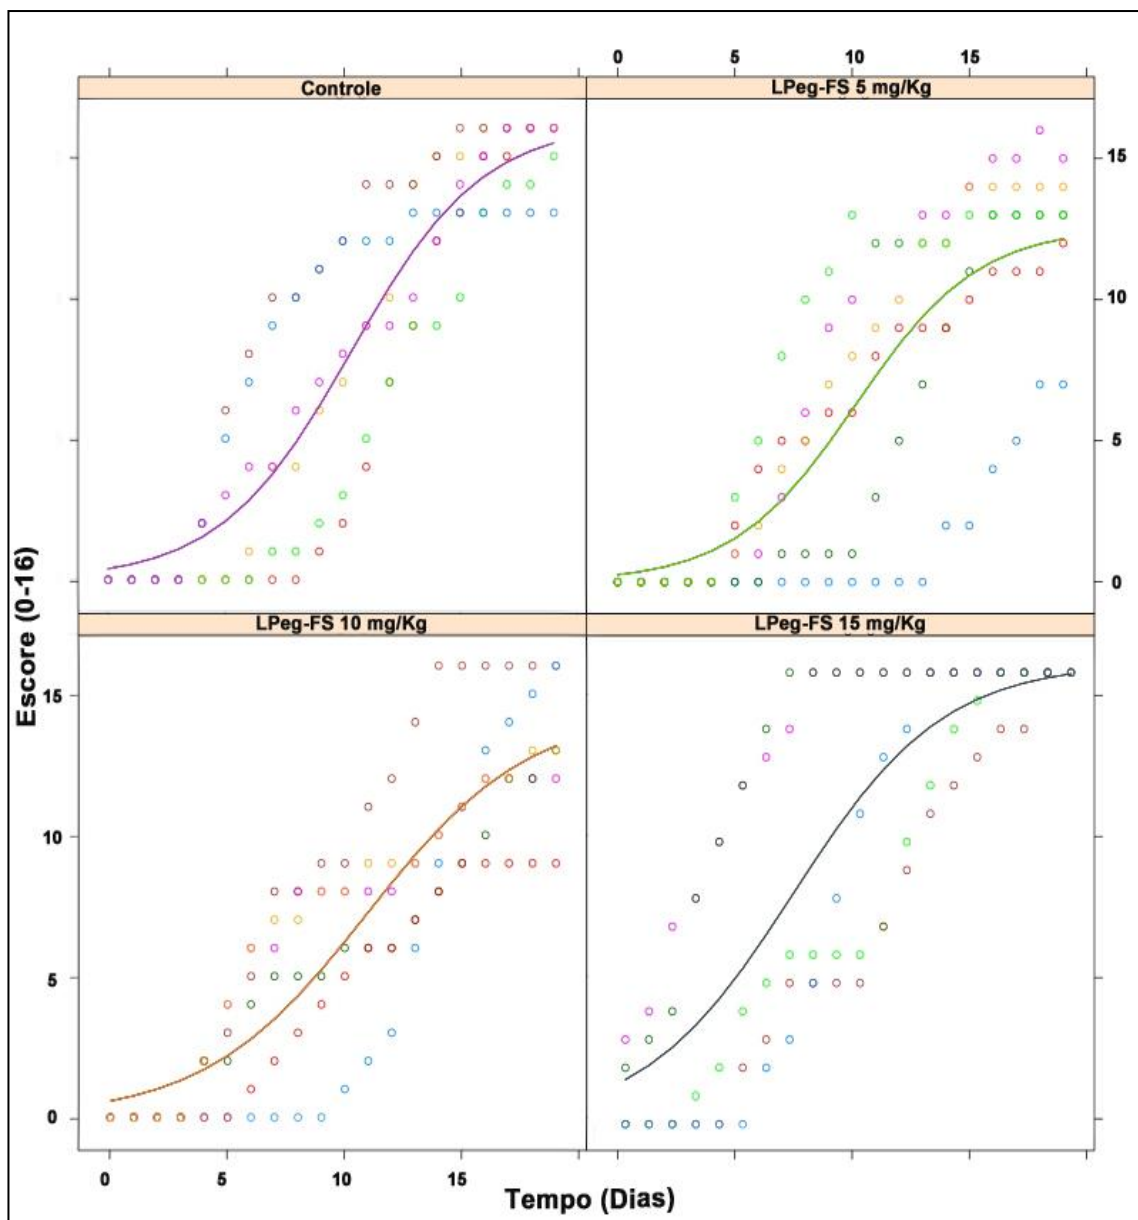 0 5 10 15
Controle
LPeg-FS 5 mg/Kg
15
10
5
0
Escore (0-16)
LPeg-FS 10 mg/Kg
LPeg-FS 15 mg/Kg
15
10
5
0
0 5 10 15
Tempo (Dias)